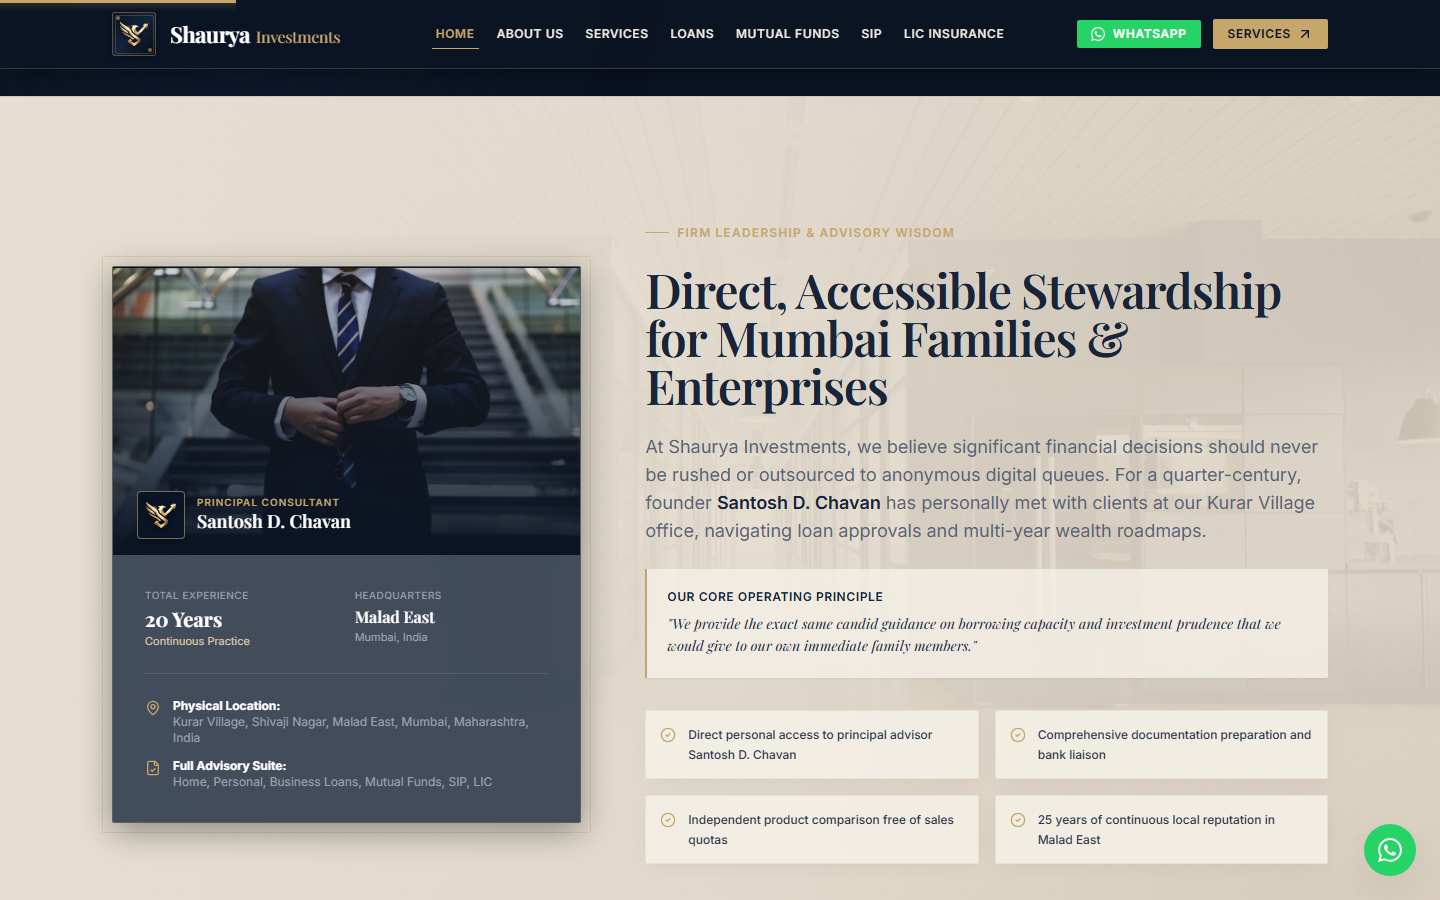 Shaurya Investments
HOME
ABOUT US
SERVICES
LOANS
MUTUAL FUNDS
SIP
LIC INSURANCE
WHATSAPP
SERVICES
PRINCIPAL CONSULTANT
Santosh D. Chavan
TOTAL EXPERIENCE
20 Years
Continuous Practice
HEADQUARTERS
Malad East
Mumbai, India
Physical Location:
Kurar Village, Shivaji Nagar, Malad East, Mumbai, Maharashtra,
India
Full Advisory Suite:
Home, Personal, Business Loans, Mutual Funds, SIP, LIC
FIRM LEADERSHIP & ADVISORY WISDOM
Direct, Accessible Stewardship
for Mumbai Families &
Enterprises
At Shaurya Investments, we believe significant financial decisions should never
be rushed or outsourced to anonymous digital queues. For a quarter-century,
founder Santosh D. Chavan has personally met with clients at our Kurar Village
office, navigating loan approvals and multi-year wealth roadmaps.
OUR CORE OPERATING PRINCIPLE
"We provide the exact same candid guidance on borrowing capacity and investment prudence that we
would give to our own immediate family members."
Direct personal access to principal advisor
Santosh D. Chavan
Comprehensive documentation preparation and
bank liaison
Independent product comparison free of sales
quotas
25 years of continuous local reputation in
Malad East